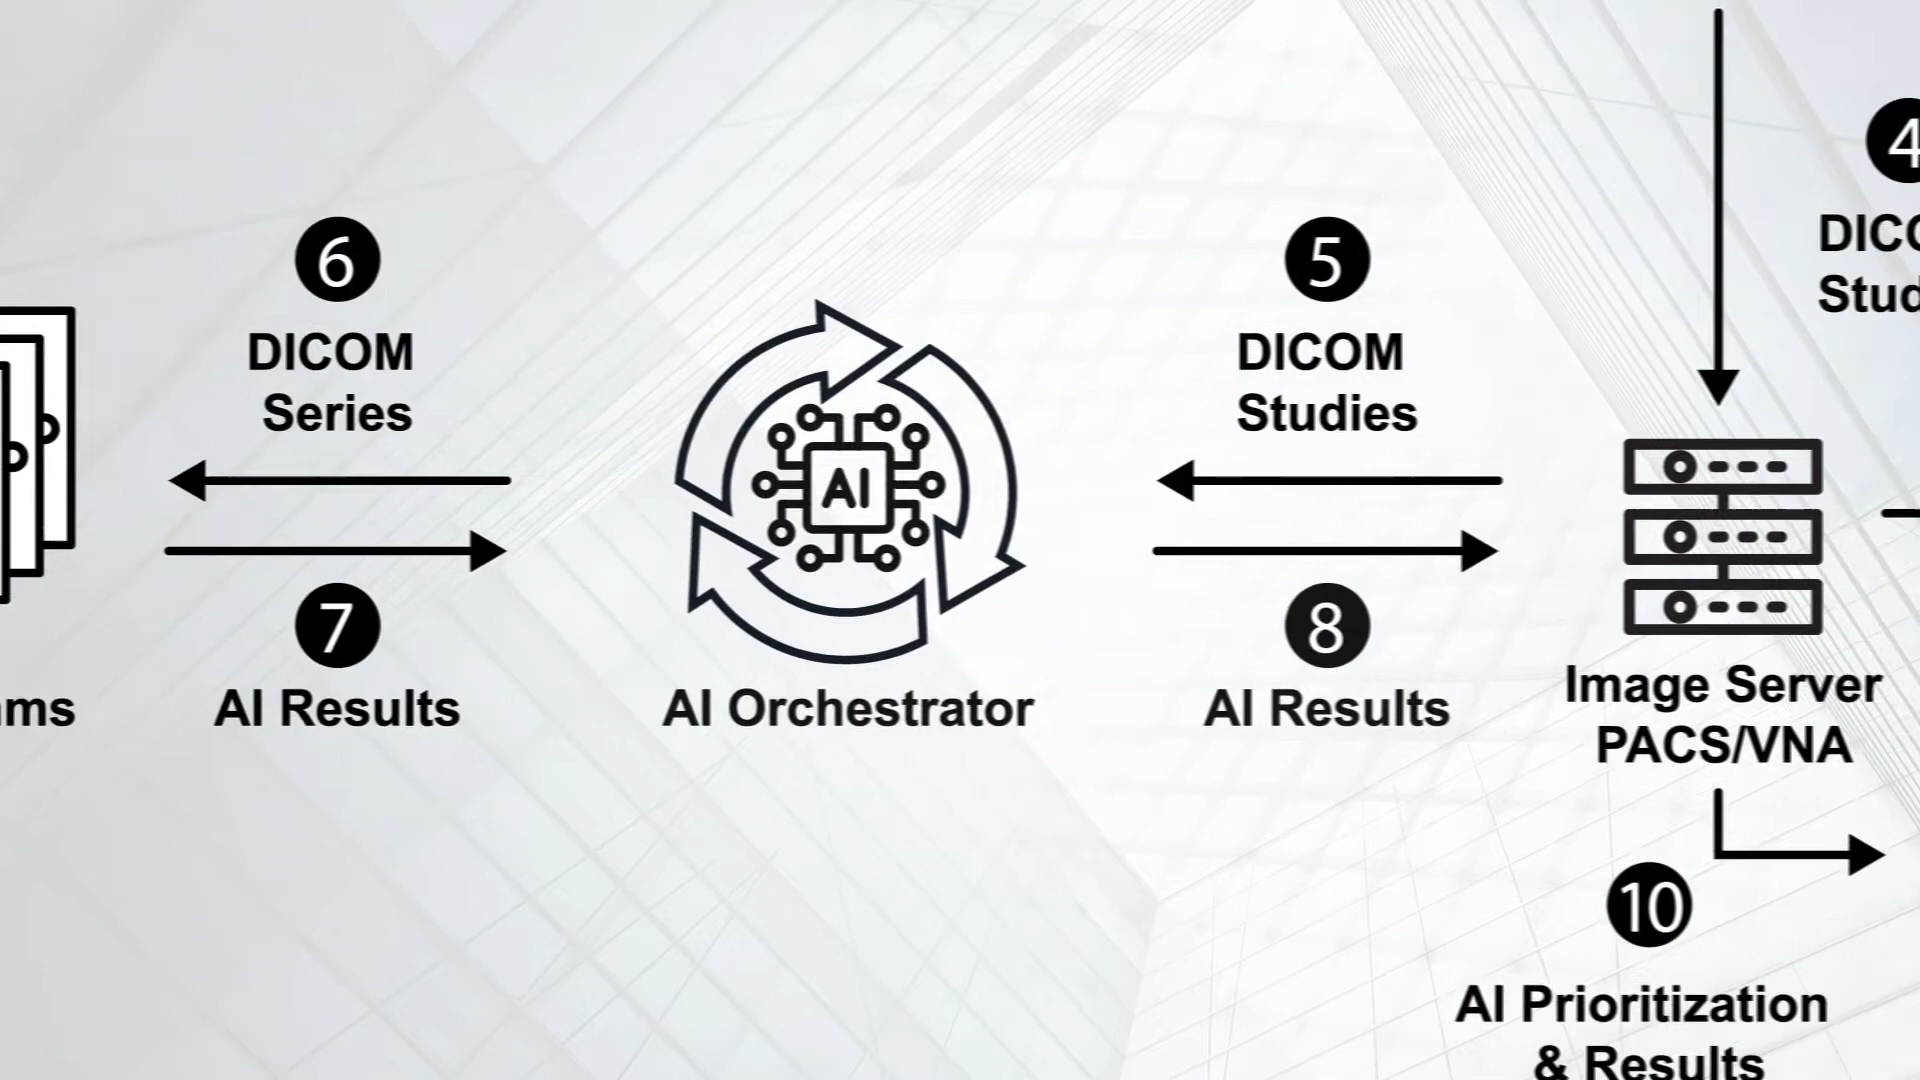 6
DICOM
Series
7
AI Results
AI
AI Orchestrator
5
DICOM
Studies
8
AI Results
4
Image Server
PACS/VNA
10
AI Prioritization
& Results